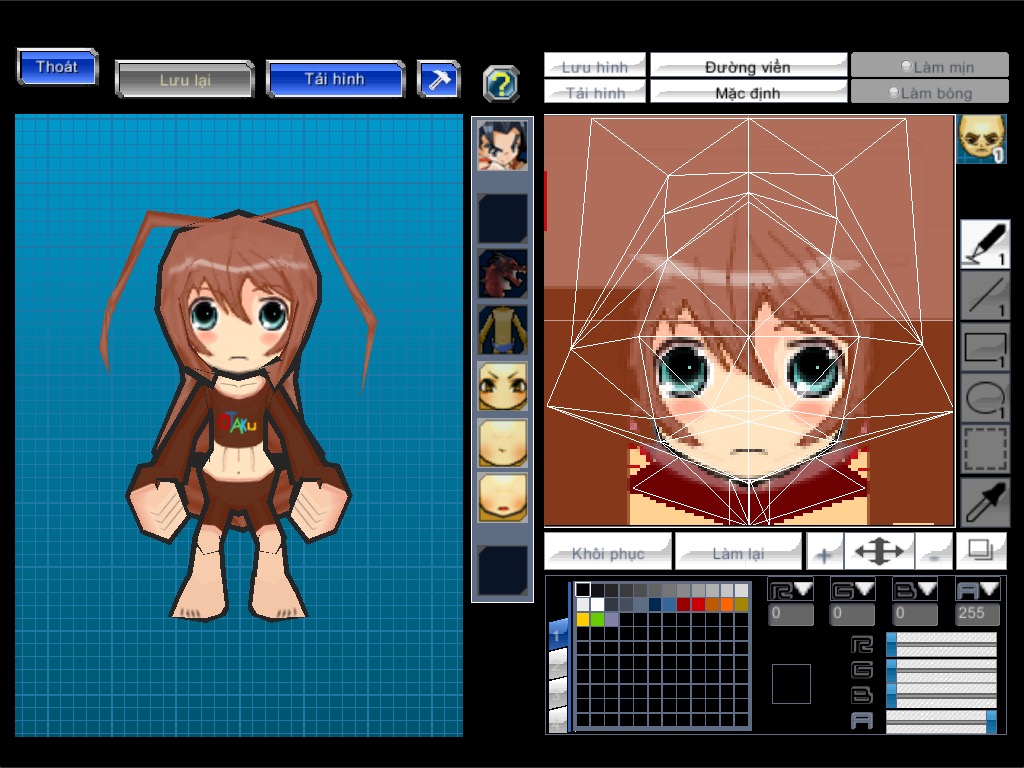 Thoát
Lưu lại
Tải hình
?
Lưu hình
Đường viền
Làm mịn
Tải hình
Mặc định
Làm bóng
1
1
1
1
1
OTAKu
Khôi phục
Làm lại
+
-
R
G
B
A
0
0
0
255
1
R
G
B
A